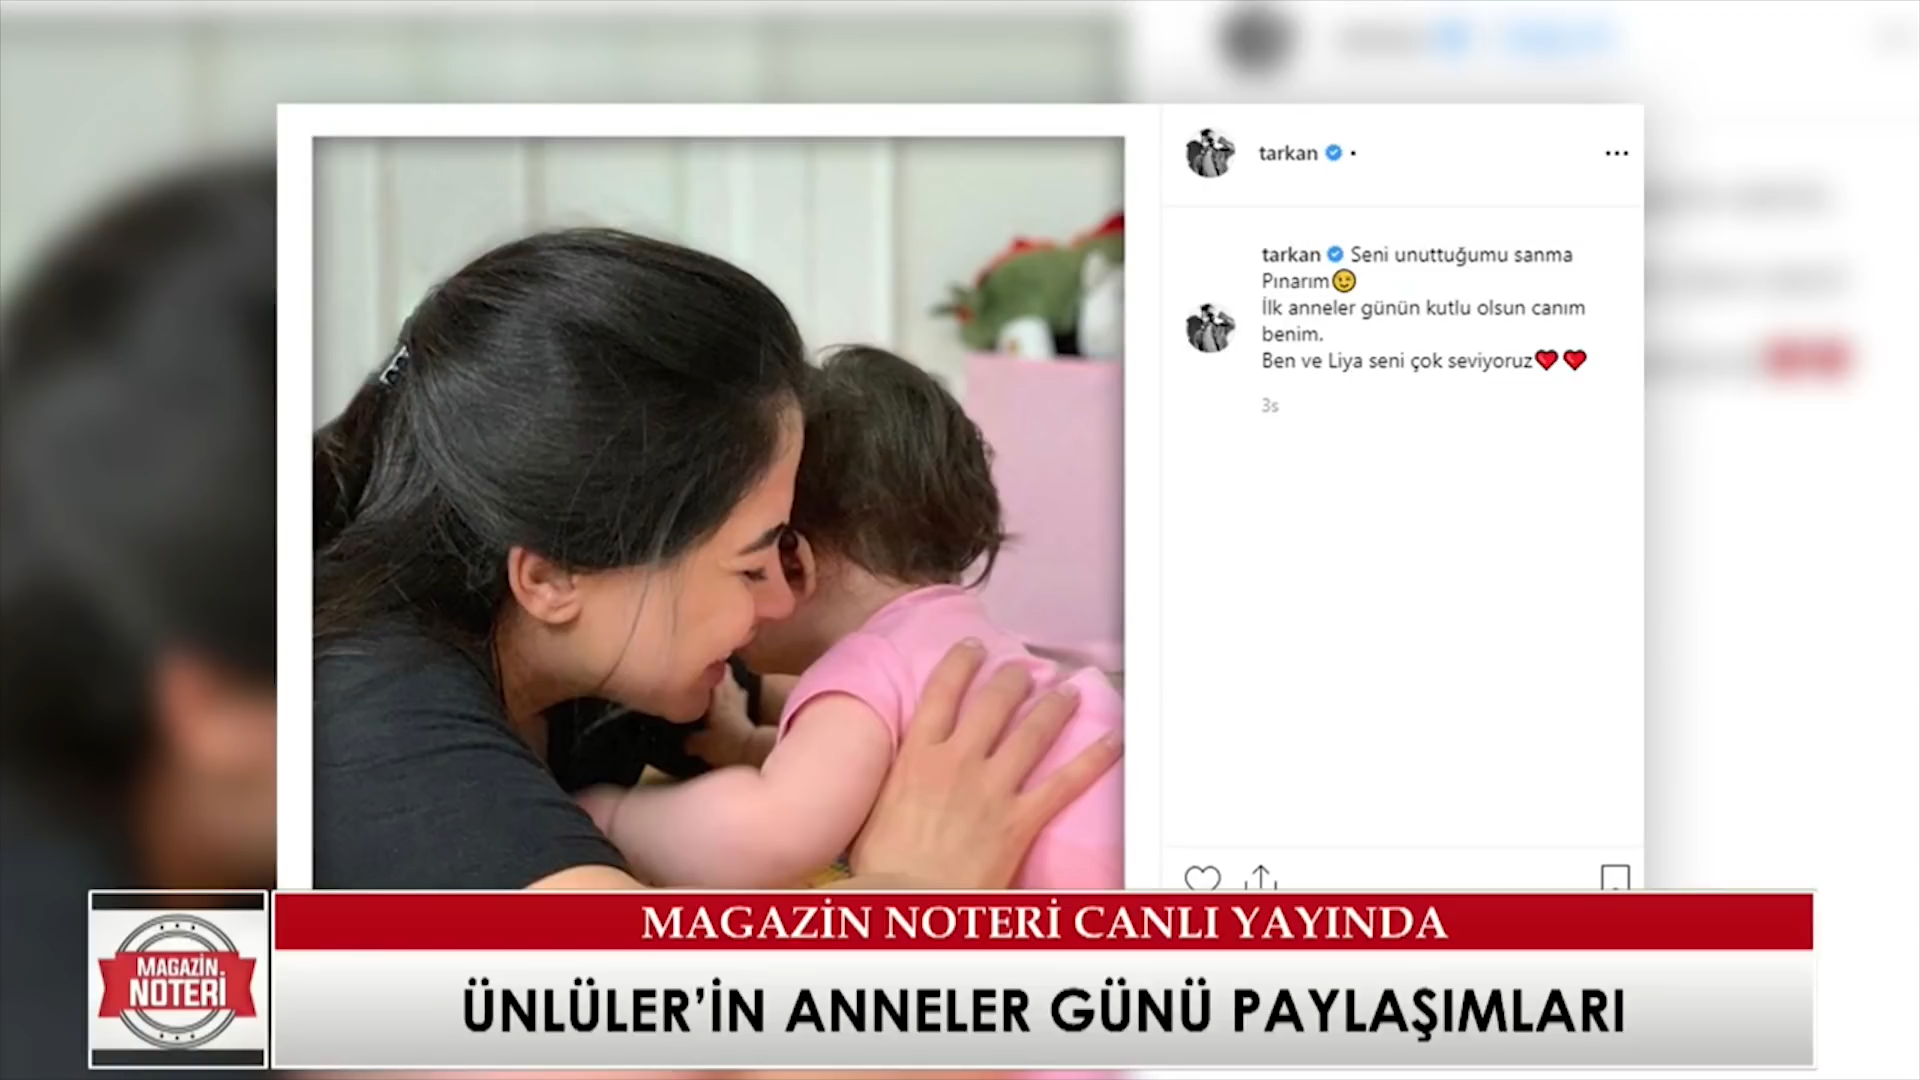 tarkan
tarkan Seni unuttuğumu sanma
Pınarım😉
İlk anneler günün kutlu olsun canım
benim.
Ben ve Liya seni çok seviyoruz❤❤
3s
MAGAZİN NOTERİ CANLI YAYINDA
MAGAZİN
NOTERİ
ÜNLÜLER’İN ANNELER GÜNÜ PAYLAŞIMLARI